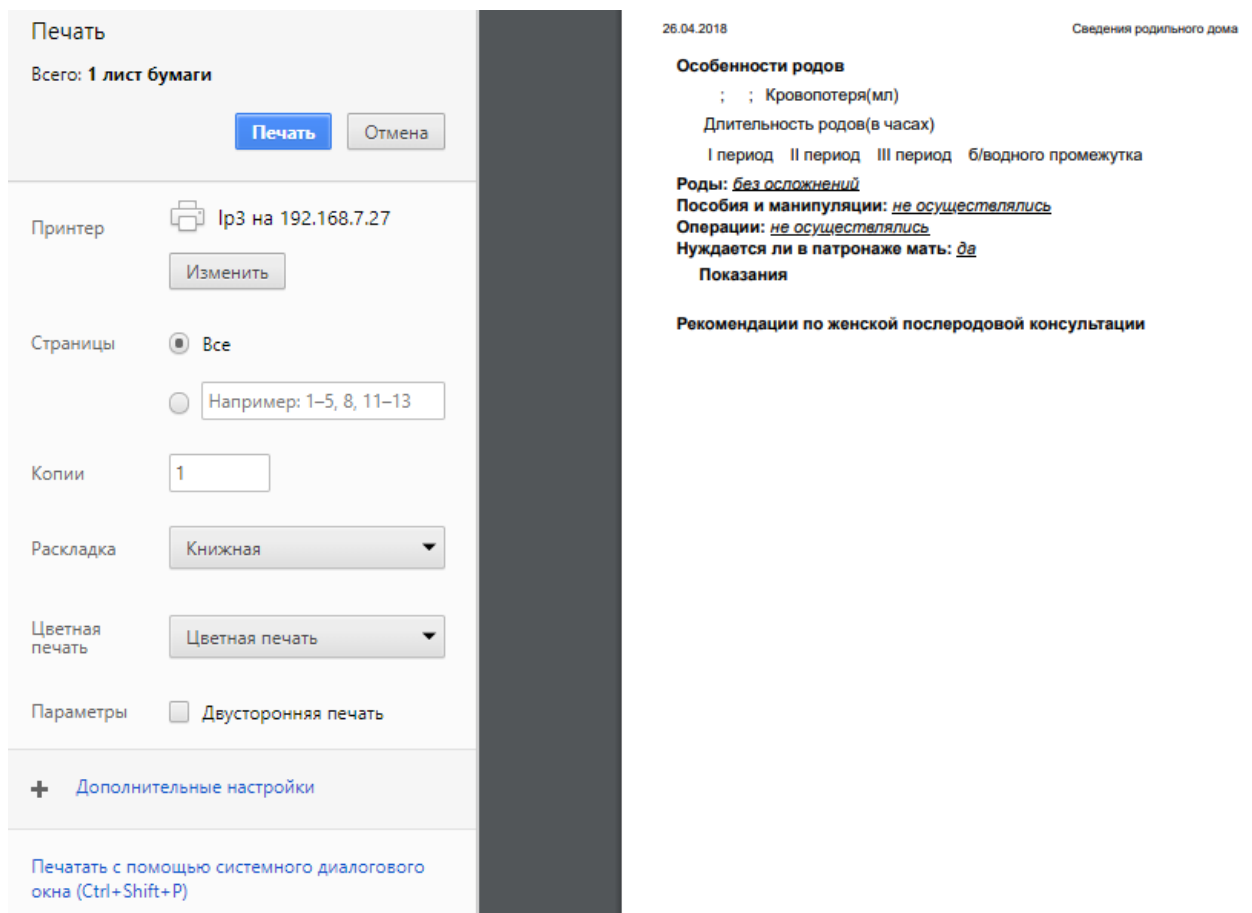 Печать
Всего: 1 лист бумаги
Печать Отмена
Принтер lp3 на 192.168.7.27
Изменить
Страницы Все
Например: 1–5, 8, 11–13
Копии 1
Раскладка Книжная
Цветная печать Цветная печать
Параметры Двусторонняя печать
+ Дополнительные настройки
Печатать с помощью системного диалогового
окна (Ctrl+Shift+P)
26.04.2018 Сведения родильного дома
Особенности родов
; ; Кровопотеря(мл)
Длительность родов(в часах)
I период II период III период б/водного промежутка
Роды: без осложнений
Пособия и манипуляции: не осуществлялись
Операции: не осуществлялись
Нуждается ли в патронаже мать: да
Показания
Рекомендации по женской послеродовой консультации